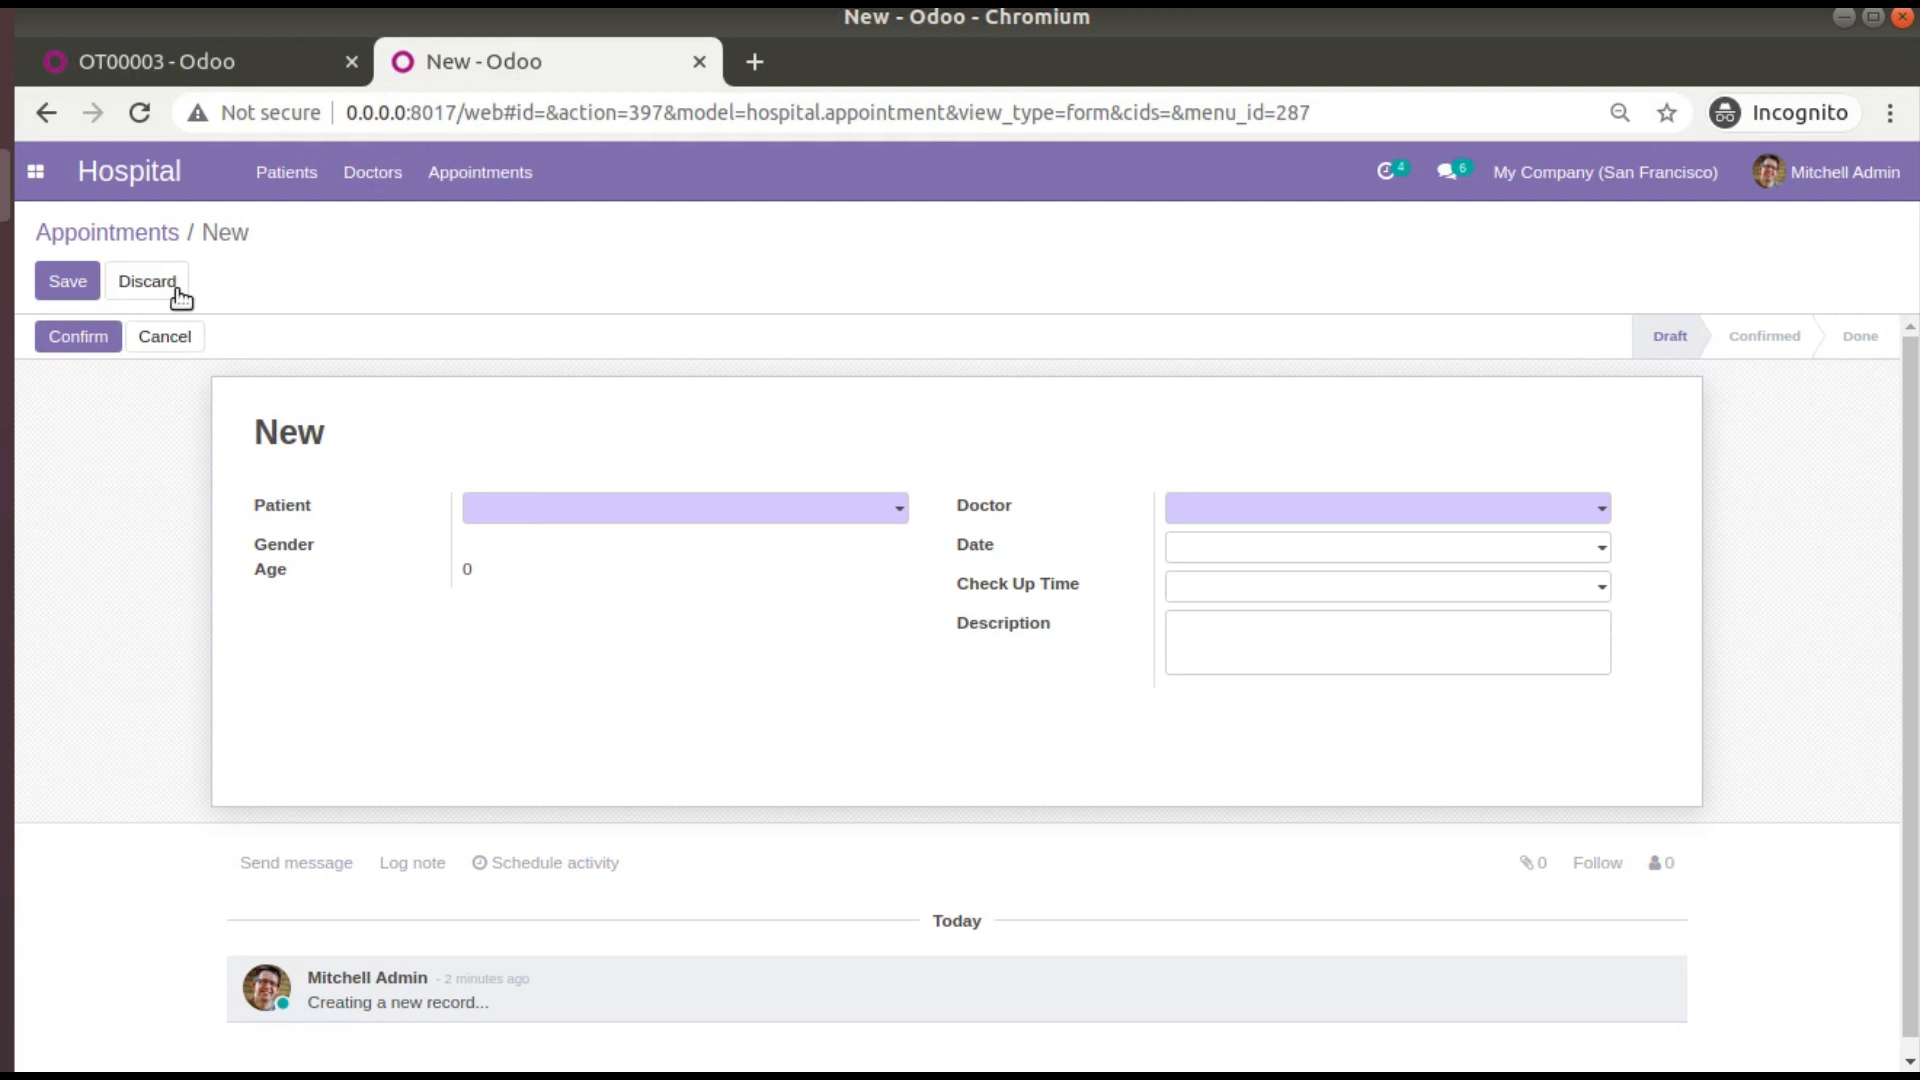 New - Odoo - Chromium
OT00003 - Odoo
New - Odoo
Not secure
0.0.0.0:8017/web#id=&action=397&model=hospital.appointment&view_type=form&cids=&menu_id=287
Incognito
Hospital
Patients
Doctors
Appointments
4
6
My Company (San Francisco)
Mitchell Admin
Appointments / New
Save
Discard
Confirm
Cancel
Draft
Confirmed
Done
New
Patient
Gender
Age
0
Doctor
Date
Check Up Time
Description
Send message
Log note
Schedule activity
0
Follow
0
Today
Mitchell Admin - 2 minutes ago
Creating a new record...